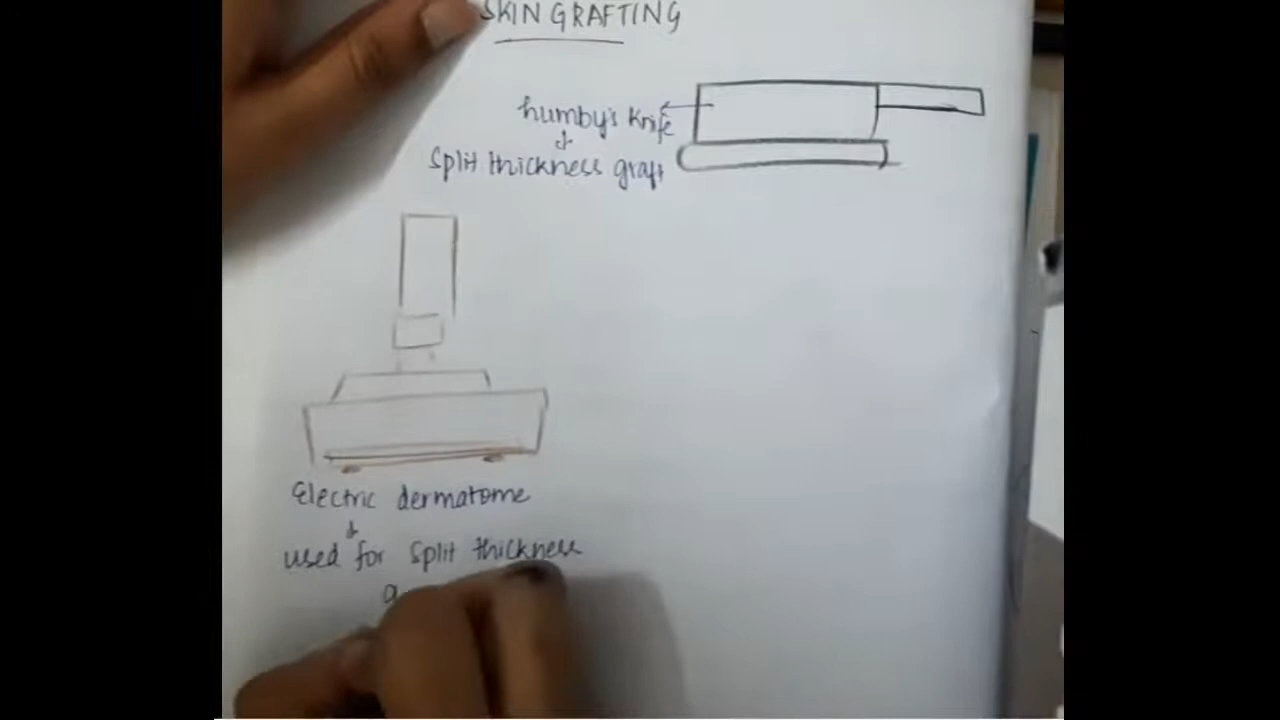 SKIN GRAFTING
humby's Knife
Split thickness graft
Electric dermatome
used for split thickness